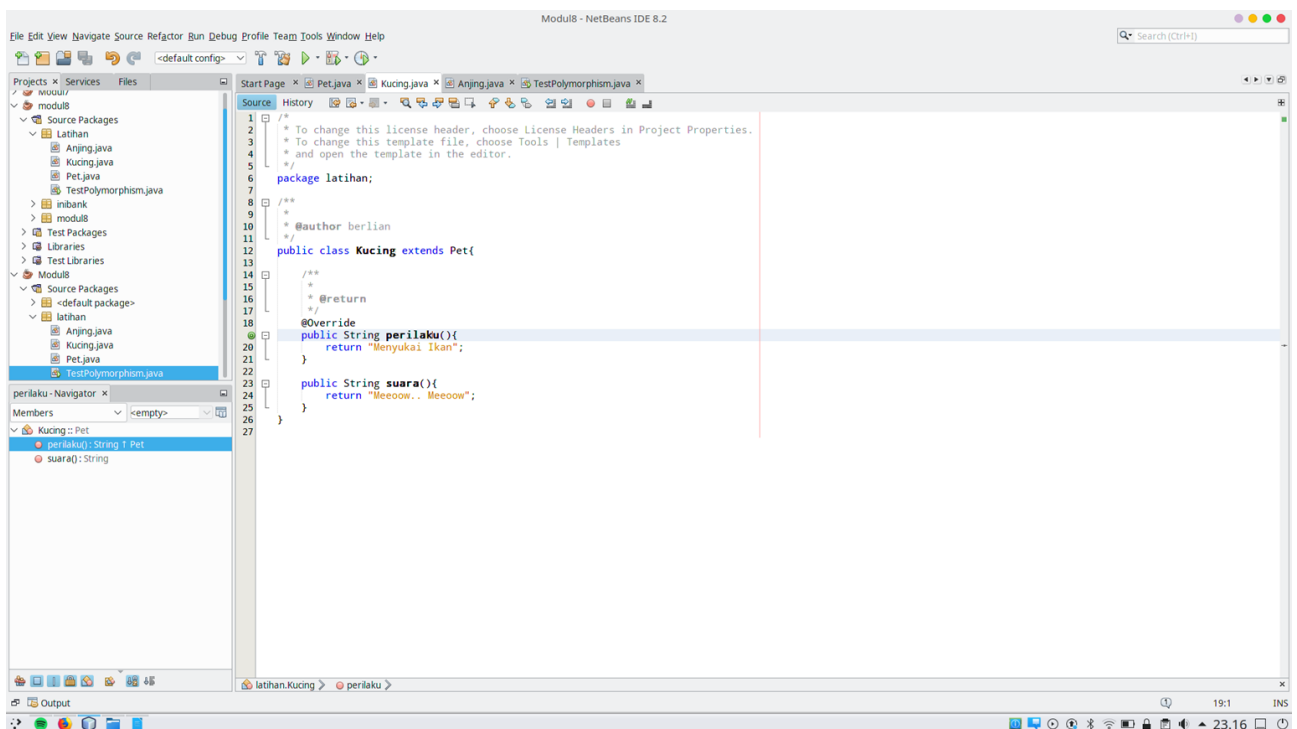 Modul8 - NetBeans IDE 8.2
File Edit View Navigate Source Refactor Run Debug Profile Team Tools Window Help
Search (Ctrl+I)
<default config>
Projects Services Files
Start Page Pet.java Kucing.java Anjing.java TestPolymorphism.java
Modul7
modul8
Source Packages
Latihan
Anjing.java
Kucing.java
Pet.java
TestPolymorphism.java
inibank
modul8
Test Packages
Libraries
Test Libraries
Modul8
Source Packages
<default package>
latihan
Anjing.java
Kucing.java
Pet.java
TestPolymorphism.java
perilaku - Navigator
Members <empty>
Kucing :: Pet
perilaku() : String ↑ Pet
suara() : String
Source History
1 /*
2 * To change this license header, choose License Headers in Project Properties.
3 * To change this template file, choose Tools | Templates
4 * and open the template in the editor.
5 */
6 package latihan;
7
8 /**
9 *
10 * @author berlian
11 */
12 public class Kucing extends Pet{
13
14 /**
15 *
16 * @return
17 */
18 @Override
public String perilaku(){
20 return "Menyukai Ikan";
21 }
22
23 public String suara(){
24 return "Meeoow.. Meeoow";
25 }
26 }
27
latihan.Kucing perilaku
Output
19:1 INS
23.16